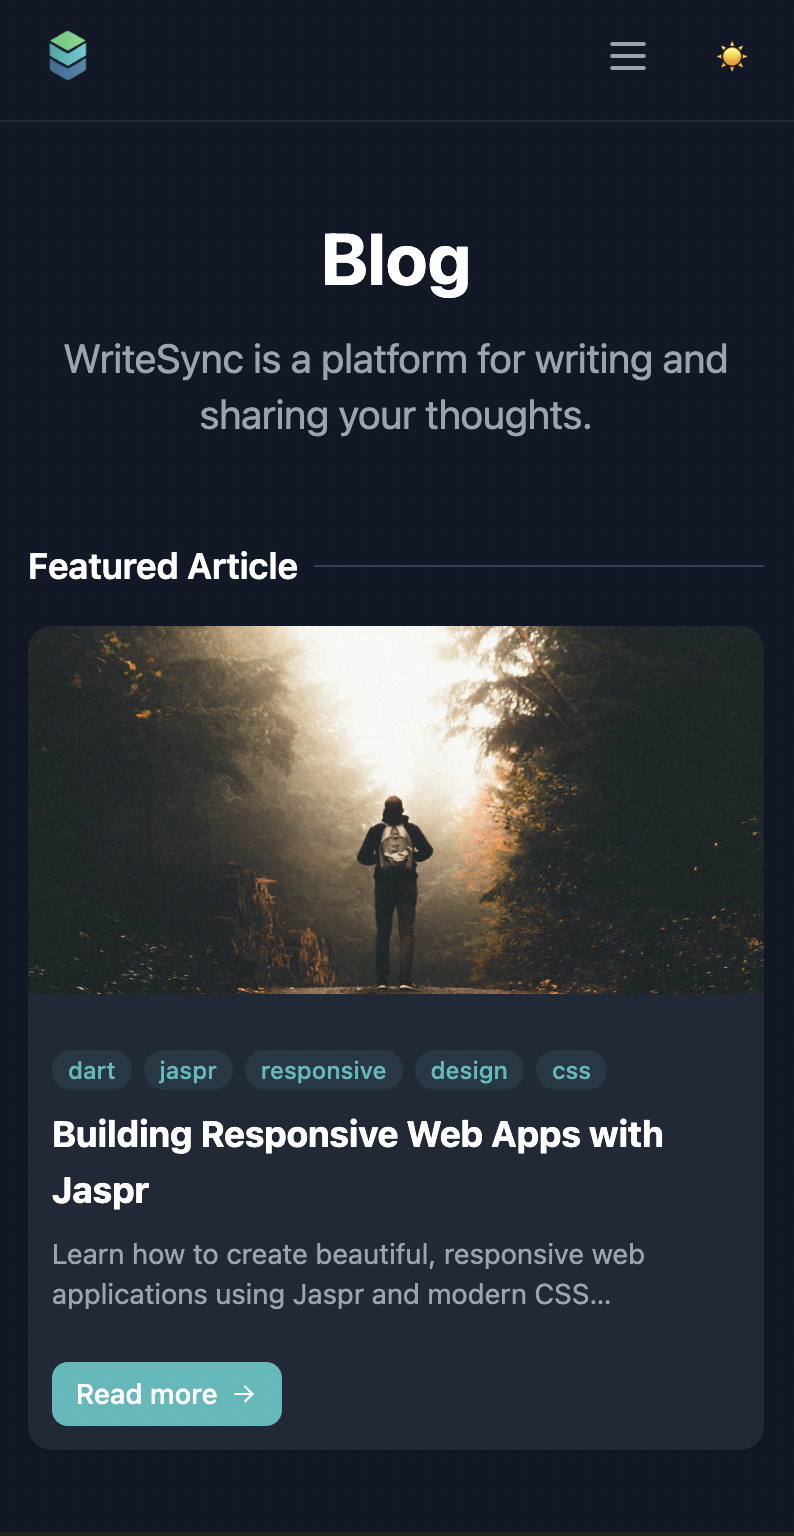 Blog
WriteSync is a platform for writing and
sharing your thoughts.
Featured Article
dart jaspr responsive design css
Building Responsive Web Apps with
Jaspr
Learn how to create beautiful, responsive web
applications using Jaspr and modern CSS...
Read more →